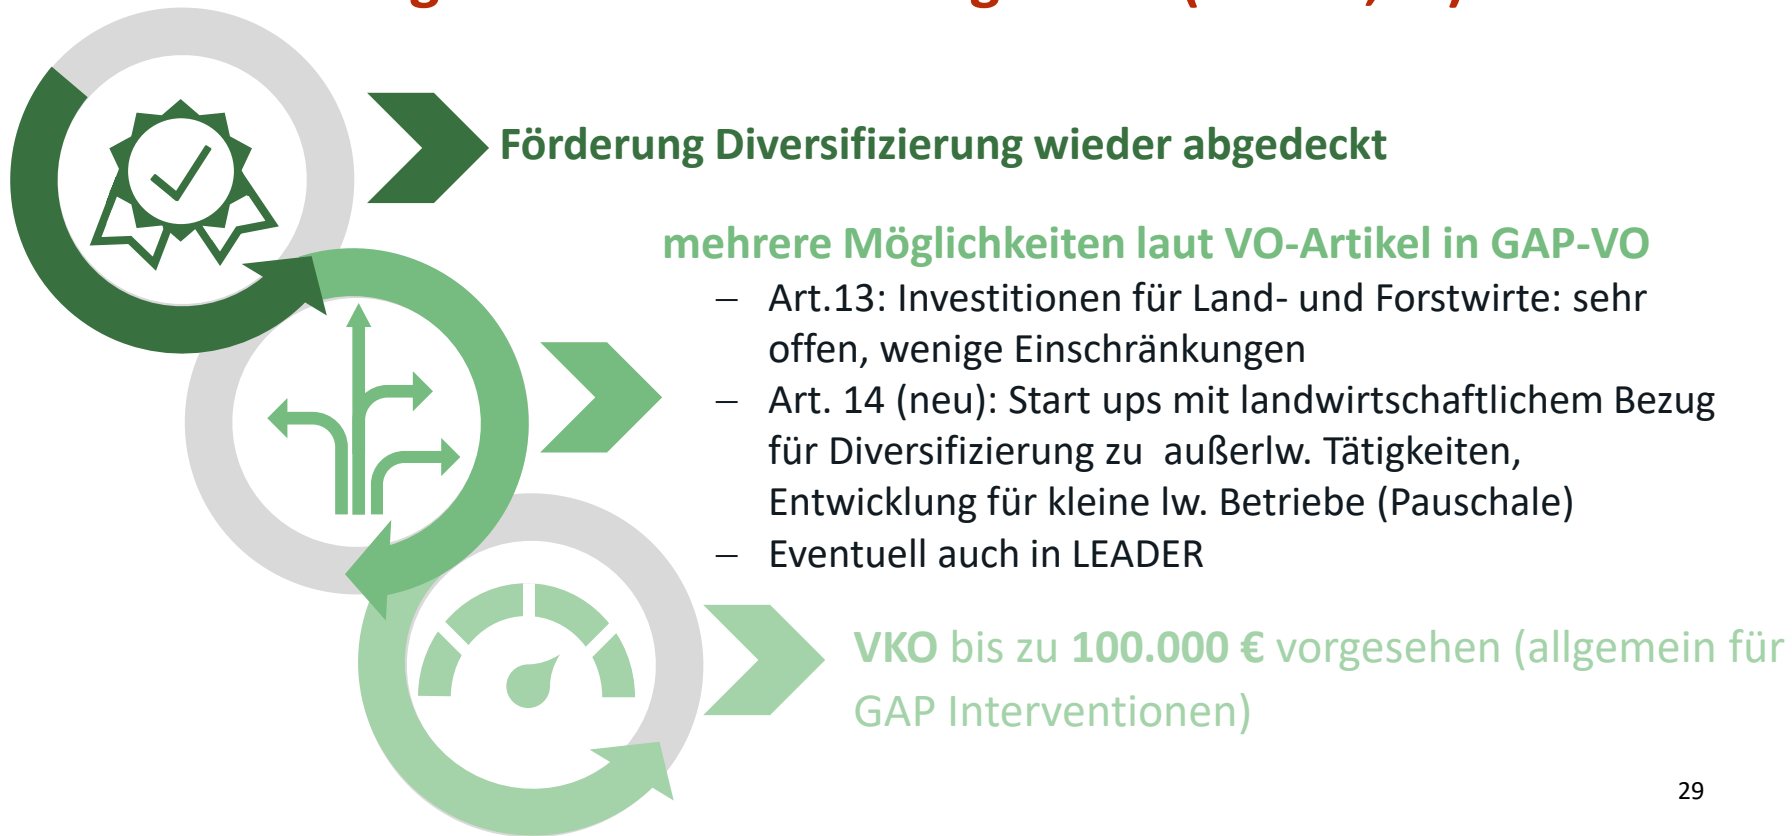 Förderung Diversifizierung wieder abgedeckt
mehrere Möglichkeiten laut VO-Artikel in GAP-VO
– Art.13: Investitionen für Land- und Forstwirte: sehr
offen, wenige Einschränkungen
– Art. 14 (neu): Start ups mit landwirtschaftlichem Bezug
für Diversifizierung zu außerlw. Tätigkeiten,
Entwicklung für kleine lw. Betriebe (Pauschale)
– Eventuell auch in LEADER
VKO bis zu 100.000 € vorgesehen (allgemein für
GAP Interventionen)
29